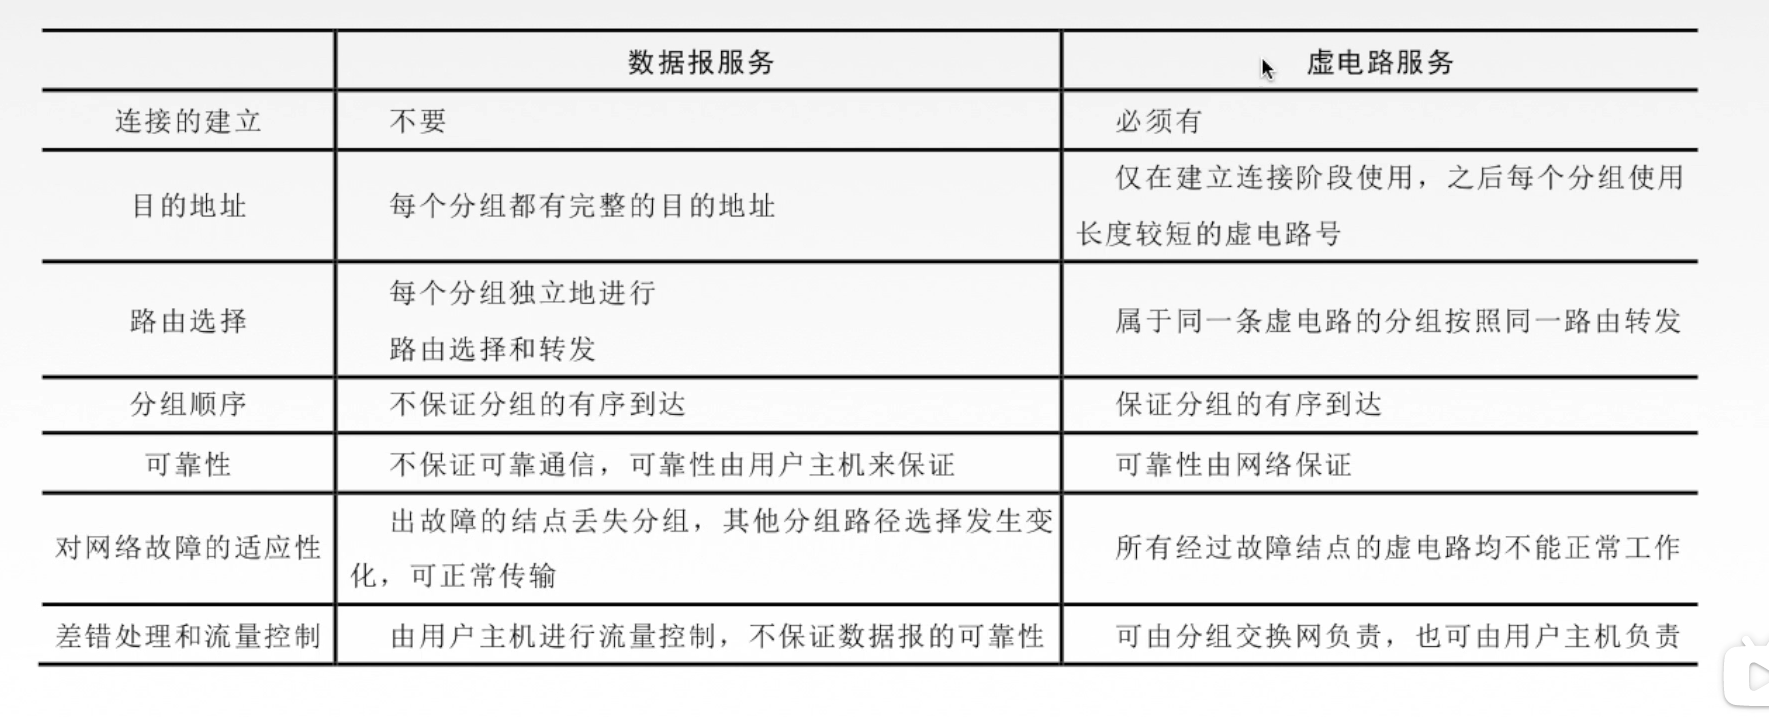 数据报服务 虚电路服务
连接的建立 不要 必须有
目的地址 每个分组都有完整的目的地址 仅在建立连接阶段使用，之后每个分组使用
长度较短的虚电路号
路由选择 每个分组独立地进行
路由选择和转发 属于同一条虚电路的分组按照同一路由转发
分组顺序 不保证分组的有序到达 保证分组的有序到达
可靠性 不保证可靠通信，可靠性由用户主机来保证 可靠性由网络保证
对网络故障的适应性 出故障的结点丢失分组，其他分组路径选择发生变
化，可正常传输 所有经过故障结点的虚电路均不能正常工作
差错处理和流量控制 由用户主机进行流量控制，不保证数据报的可靠性 可由分组交换网负责，也可由用户主机负责